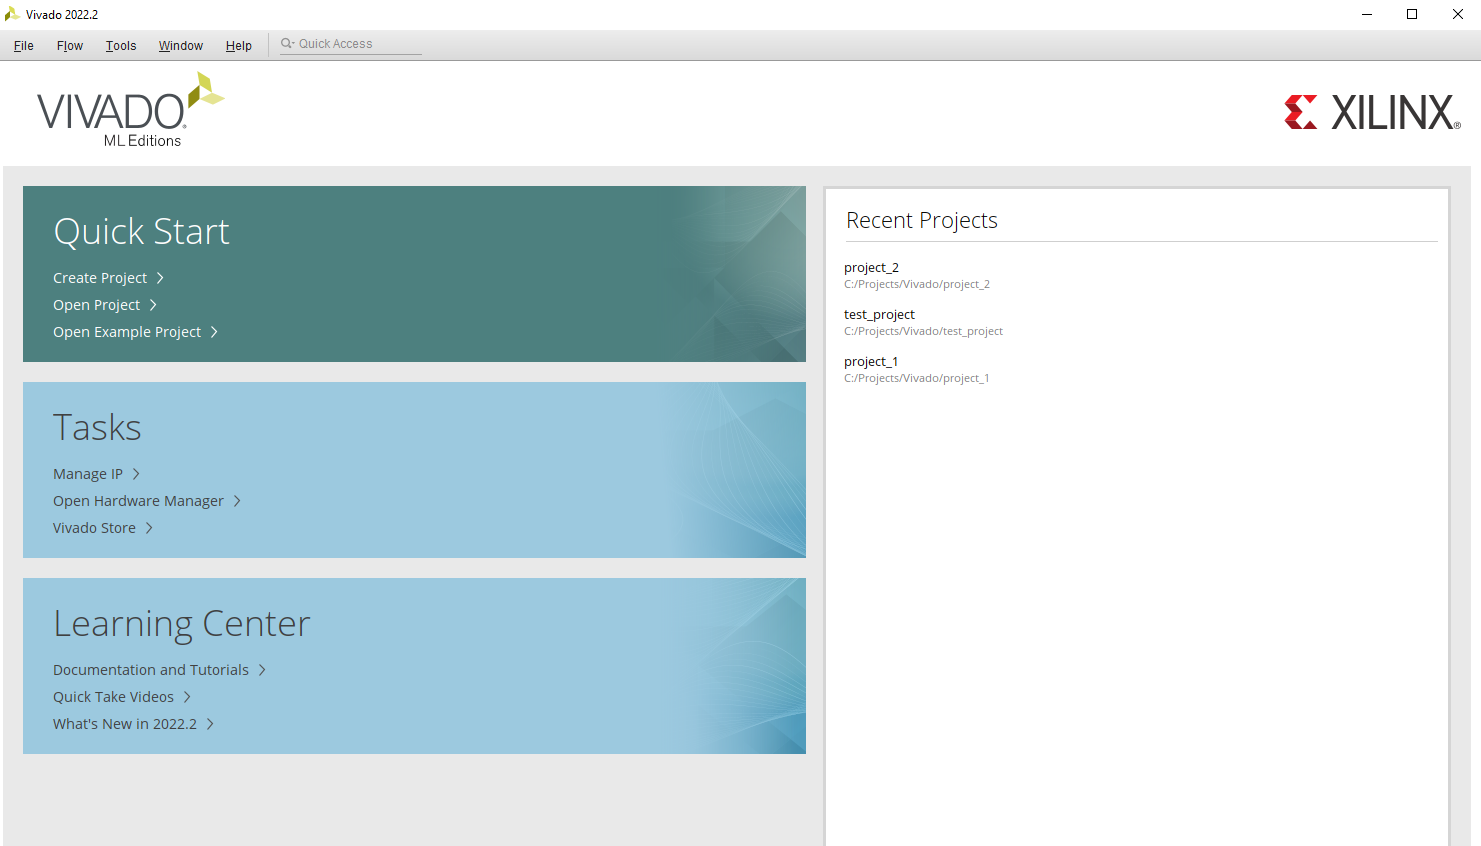 Vivado 2022.2
File Flow Tools Window Help Quick Access
VIVADO®
ML Editions
XILINX®
Quick Start
Create Project
Open Project
Open Example Project
Tasks
Manage IP
Open Hardware Manager
Vivado Store
Learning Center
Documentation and Tutorials
Quick Take Videos
What's New in 2022.2
Recent Projects
project_2
C:/Projects/Vivado/project_2
test_project
C:/Projects/Vivado/test_project
project_1
C:/Projects/Vivado/project_1